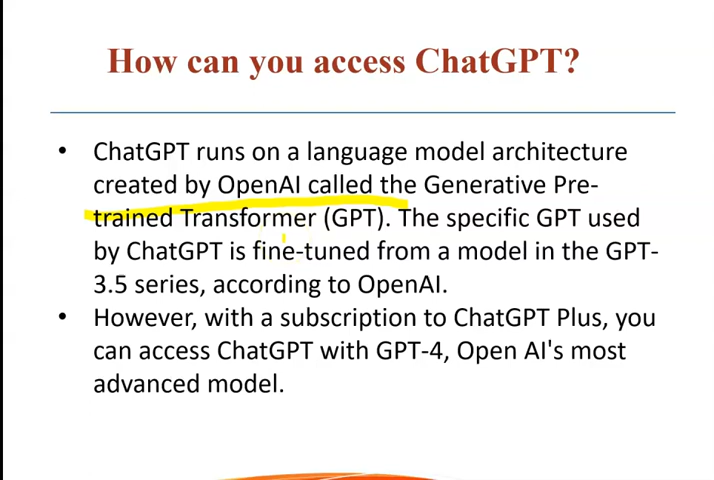 How can you access ChatGPT?
• ChatGPT runs on a language model architecture
created by OpenAI called the Generative Pre-
trained Transformer (GPT). The specific GPT used
by ChatGPT is fine-tuned from a model in the GPT-
3.5 series, according to OpenAI.
• However, with a subscription to ChatGPT Plus, you
can access ChatGPT with GPT-4, Open AI's most
advanced model.